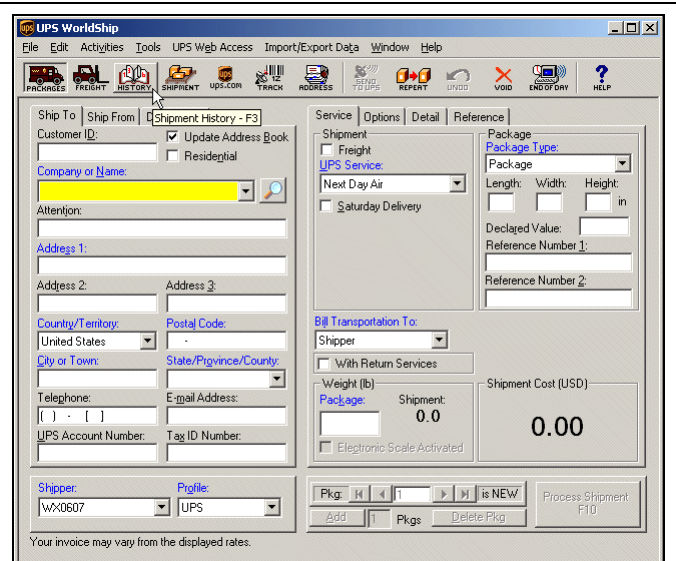 UPS WorldShip
File Edit Activities Tools UPS Web Access Import/Export Data Window Help
PACKAGES FREIGHT HISTORY SHIPMENT UPS.com TRACK ADDRESS SEND TO UPS REPEAT UNDO VOID END OF DAY HELP
Ship To Ship From D
Shipment History - F3
Service Options Detail Reference
Customer ID:
Update Address Book
Residential
Company or Name:
Attention:
Address 1:
Address 2: Address 3:
Country/Territory: Postal Code:
United States -
City or Town: State/Province/County:
Telephone: E-mail Address:
( ) - [ ]
UPS Account Number: Tax ID Number:
Shipment
Freight
UPS Service:
Next Day Air
Saturday Delivery
Package
Package Type:
Package
Length: Width: Height:
in
Declared Value:
Reference Number 1:
Reference Number 2:
Bill Transportation To:
Shipper
With Return Services
Weight (lb)
Package: Shipment:
0.0
Electronic Scale Activated
Shipment Cost (USD)
0.00
Shipper: Profile:
WX0607 UPS
Pkg: 1 is NEW
Add 1 Pkgs Delete Pkg
Process Shipment
F10
Your invoice may vary from the displayed rates.